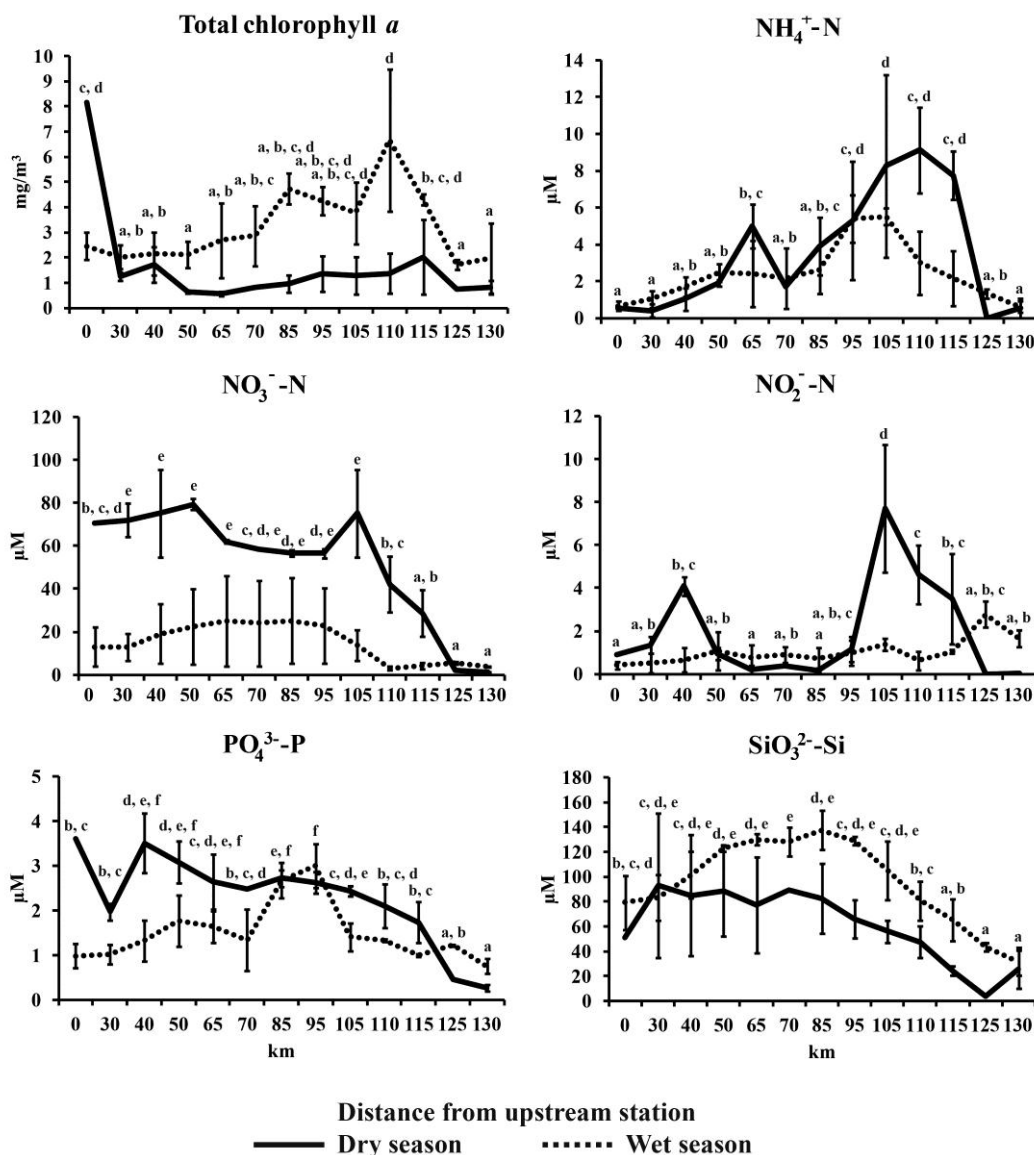 Total chlorophyll a
10
9
8
7
6
5
4
3
2
1
0
mg/m³
c, d
a, b
a, b
a
a, b
a, b, c
a, b, c, d
a, b, c, d
a, b, c, d
d
b, c, d
a
a
0 30 40 50 65 70 85 95 105 110 115 125 130
NH₄⁺-N
14
12
10
8
6
4
2
0
µM
a
a
a, b
a, b
b, c
a, b
a, b, c
c, d
d
c, d
c, d
a, b
a
0 30 40 50 65 70 85 95 105 110 115 125 130
NO₃⁻-N
120
100
80
60
40
20
0
µM
b, c, d
e
e
e
e
c, d, e
d, e
d, e
e
b, c
a, b
a
a
0 30 40 50 65 70 85 95 105 110 115 125 130
NO₂⁻-N
12
10
8
6
4
2
0
µM
a
a, b
b, c
a, b
a
a, b
a
a, b, c
d
c
b, c
a, b, c
a, b
0 30 40 50 65 70 85 95 105 110 115 125 130
PO₄³⁻-P
5
4
3
2
1
0
µM
b, c
b, c
d, e, f
d, e, f
c, d, e, f
b, c, d
e, f
f
c, d, e
b, c, d
b, c
a, b
a
0 30 40 50 65 70 85 95 105 110 115 125 130
km
SiO₃²⁻-Si
180
160
140
120
100
80
60
40
20
0
µM
b, c, d
c, d, e
c, d, e
d, e
d, e
e
d, e
c, d, e
c, d, e
b, c
a, b
a
a
0 30 40 50 65 70 85 95 105 110 115 125 130
km
Distance from upstream station
Dry season Wet season